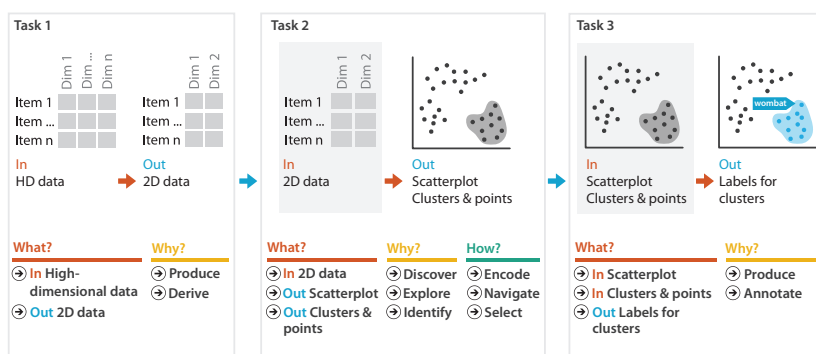 Task 1
Dim 1
Dim ...
Dim n
Item 1
Item ...
Item n
In
HD data
Dim 1
Dim 2
Item 1
Item ...
Item n
Out
2D data
What?
In High-
dimensional data
Out 2D data
Why?
Produce
Derive
Task 2
Dim 1
Dim 2
Item 1
Item ...
Item n
In
2D data
Out
Scatterplot
Clusters & points
What?
In 2D data
Out Scatterplot
Out Clusters &
points
Why?
Discover
Explore
Identify
How?
Encode
Navigate
Select
Task 3
In
Scatterplot
Clusters & points
wombat
Out
Labels for
clusters
What?
In Scatterplot
In Clusters & points
Out Labels for
clusters
Why?
Produce
Annotate